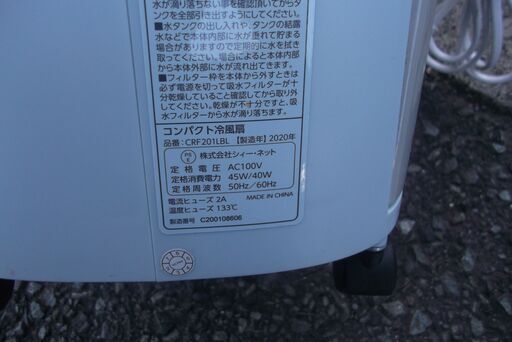 水が滴り落ちない事を確認頂いてからタ
ンクを全部引き出すようにしてください。
■水タンクの出し入れや、タンクの結露
水などで本体内部に水が貯まる
場合がありますので定期的に水を拭き
取ってください。場合によって本体内部
から本体外部に水が流れ出てきます。
■フィルター枠を本体から外すときは
必ず電源を切って吸水フィルターが十
分乾燥していること確認してからやり取
ってください。乾燥が不十分ですと、吸
水フィルターから水が滴ります。
コンパクト冷風扇
品番:CRF201LBL 【製造年】2020年
PS
E
株式会社シィー・ネット
定格電圧 AC100V
定格消費電力 45W/40W
定格周波数 50Hz/60Hz
電流ヒューズ 2A
温度ヒューズ 133℃ MADE IN CHINA
製造番号 C200108606